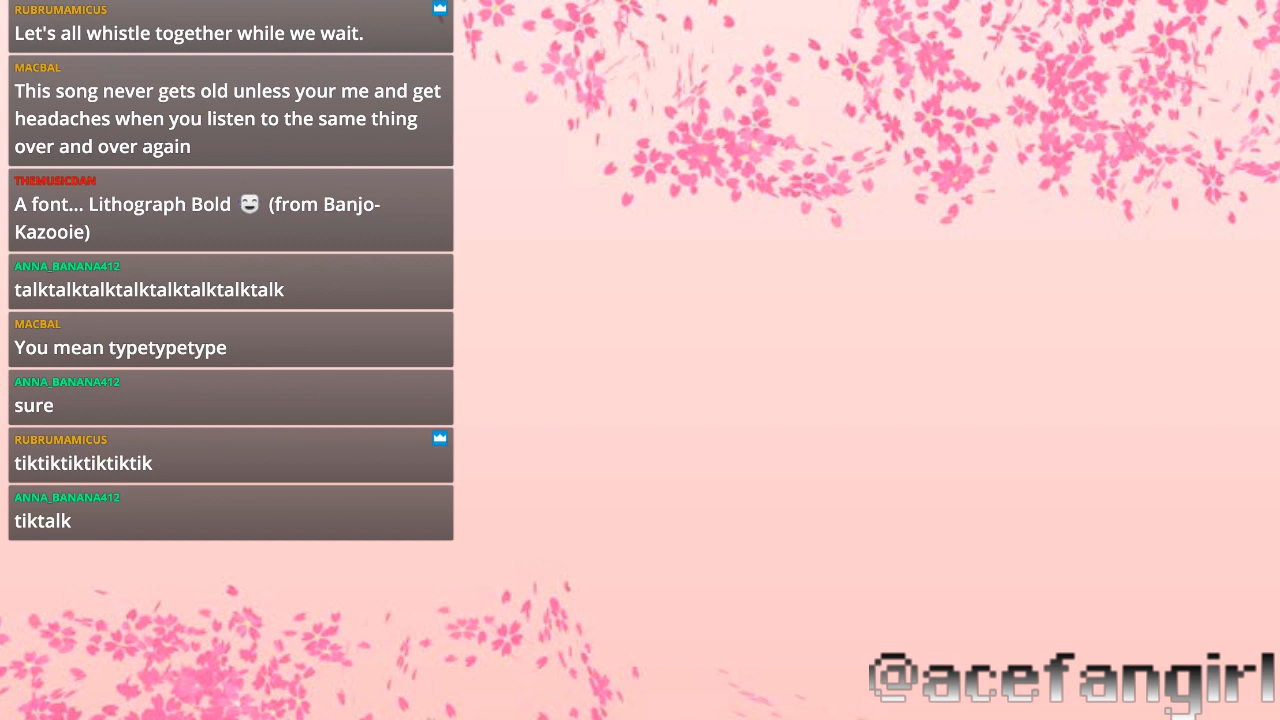 RUBRUMAMICUS
Let's all whistle together while we wait.
MACBAL
This song never gets old unless your me and get
headaches when you listen to the same thing
over and over again
THEMUSICDAN
A font... Lithograph Bold (from Banjo-
Kazooie)
ANNA_BANANA412
talktalktalktalktalktalktalktalk
MACBAL
You mean typetypetype
ANNA_BANANA412
sure
RUBRUMAMICUS
tiktiktiktiktiktik
ANNA_BANANA412
tiktalk
@acefangirl